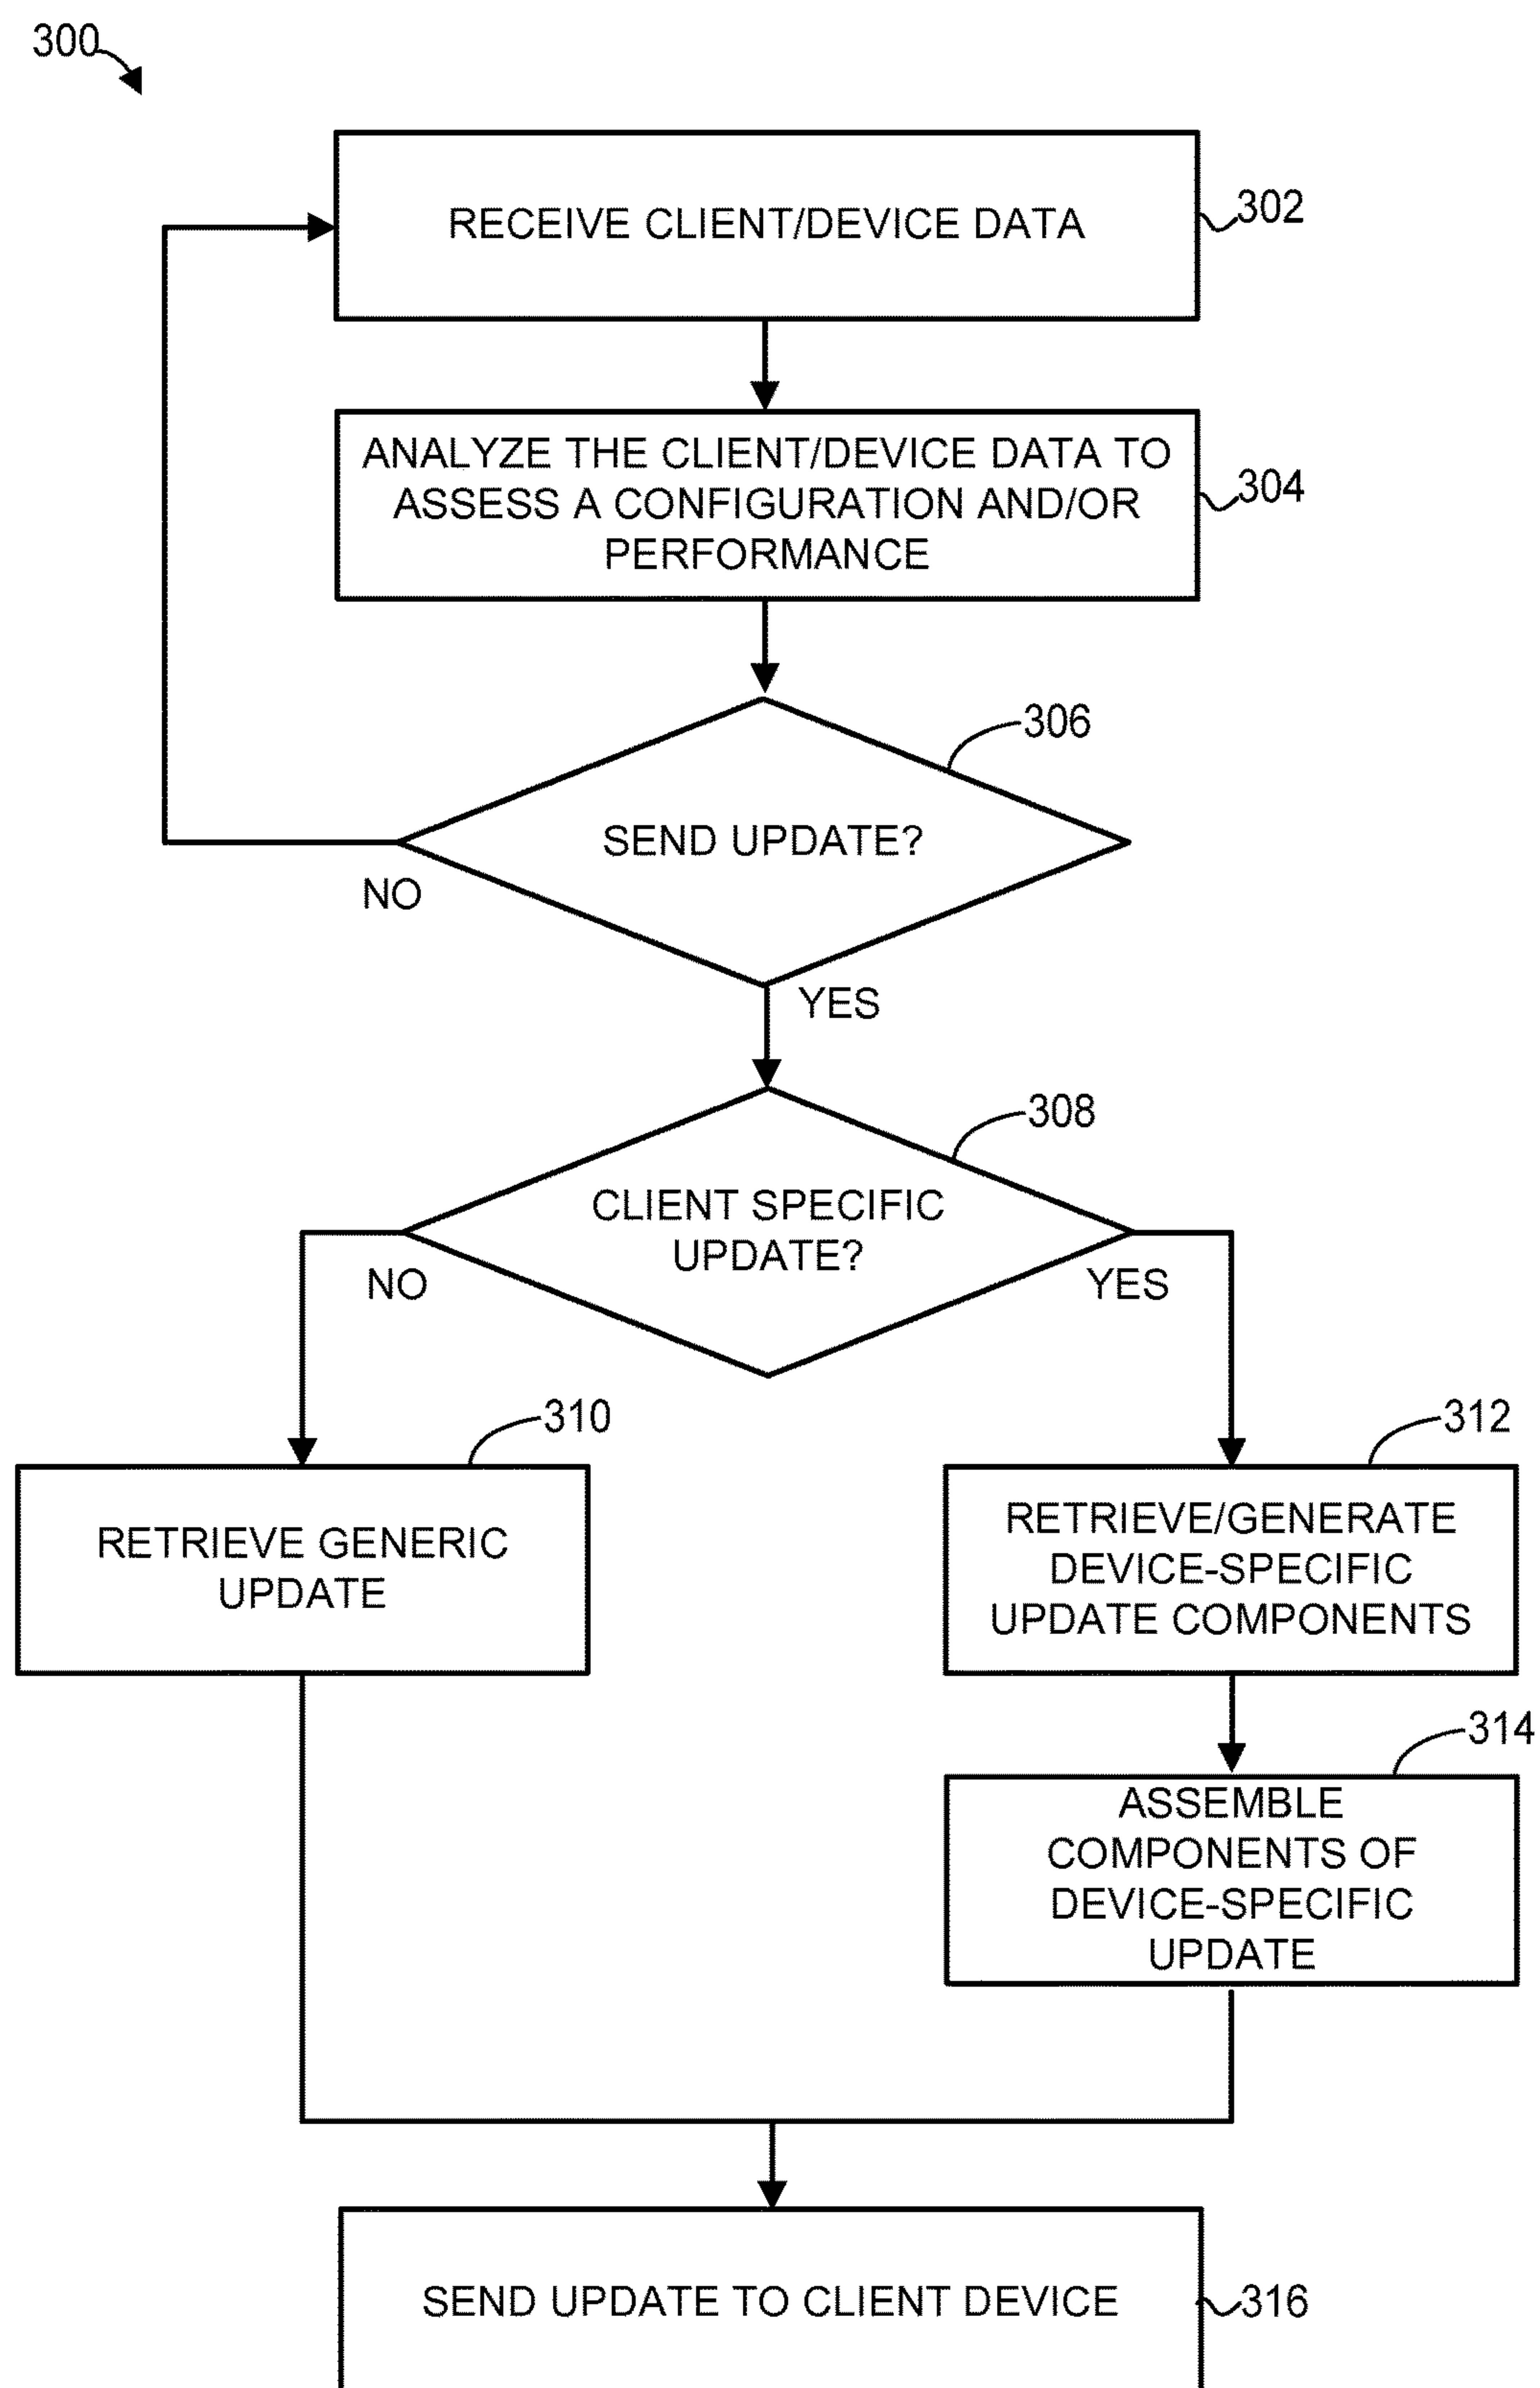 300
RECEIVE CLIENT/DEVICE DATA
302
ANALYZE THE CLIENT/DEVICE DATA TO
ASSESS A CONFIGURATION AND/OR
PERFORMANCE
304
306
SEND UPDATE?
NO
YES
308
CLIENT SPECIFIC
UPDATE?
NO
YES
310
RETRIEVE GENERIC
UPDATE
312
RETRIEVE/GENERATE
DEVICE-SPECIFIC
UPDATE COMPONENTS
314
ASSEMBLE
COMPONENTS OF
DEVICE-SPECIFIC
UPDATE
SEND UPDATE TO CLIENT DEVICE
316